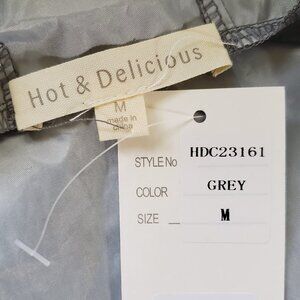 Hot & Delicious
M
made in
china
STYLE No HDC23161
COLOR GREY
SIZE M